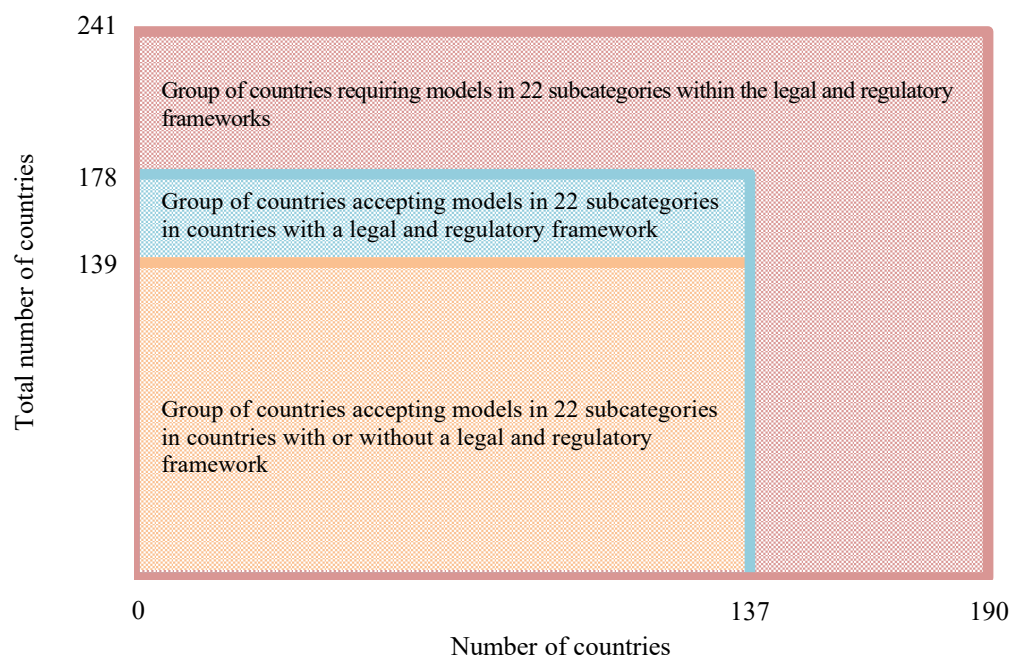 241
Group of countries requiring models in 22 subcategories within the legal and regulatory
frameworks
178
Group of countries accepting models in 22 subcategories
in countries with a legal and regulatory framework
139
Group of countries accepting models in 22 subcategories
in countries with or without a legal and regulatory
framework
Total number of countries
0
137
190
Number of countries